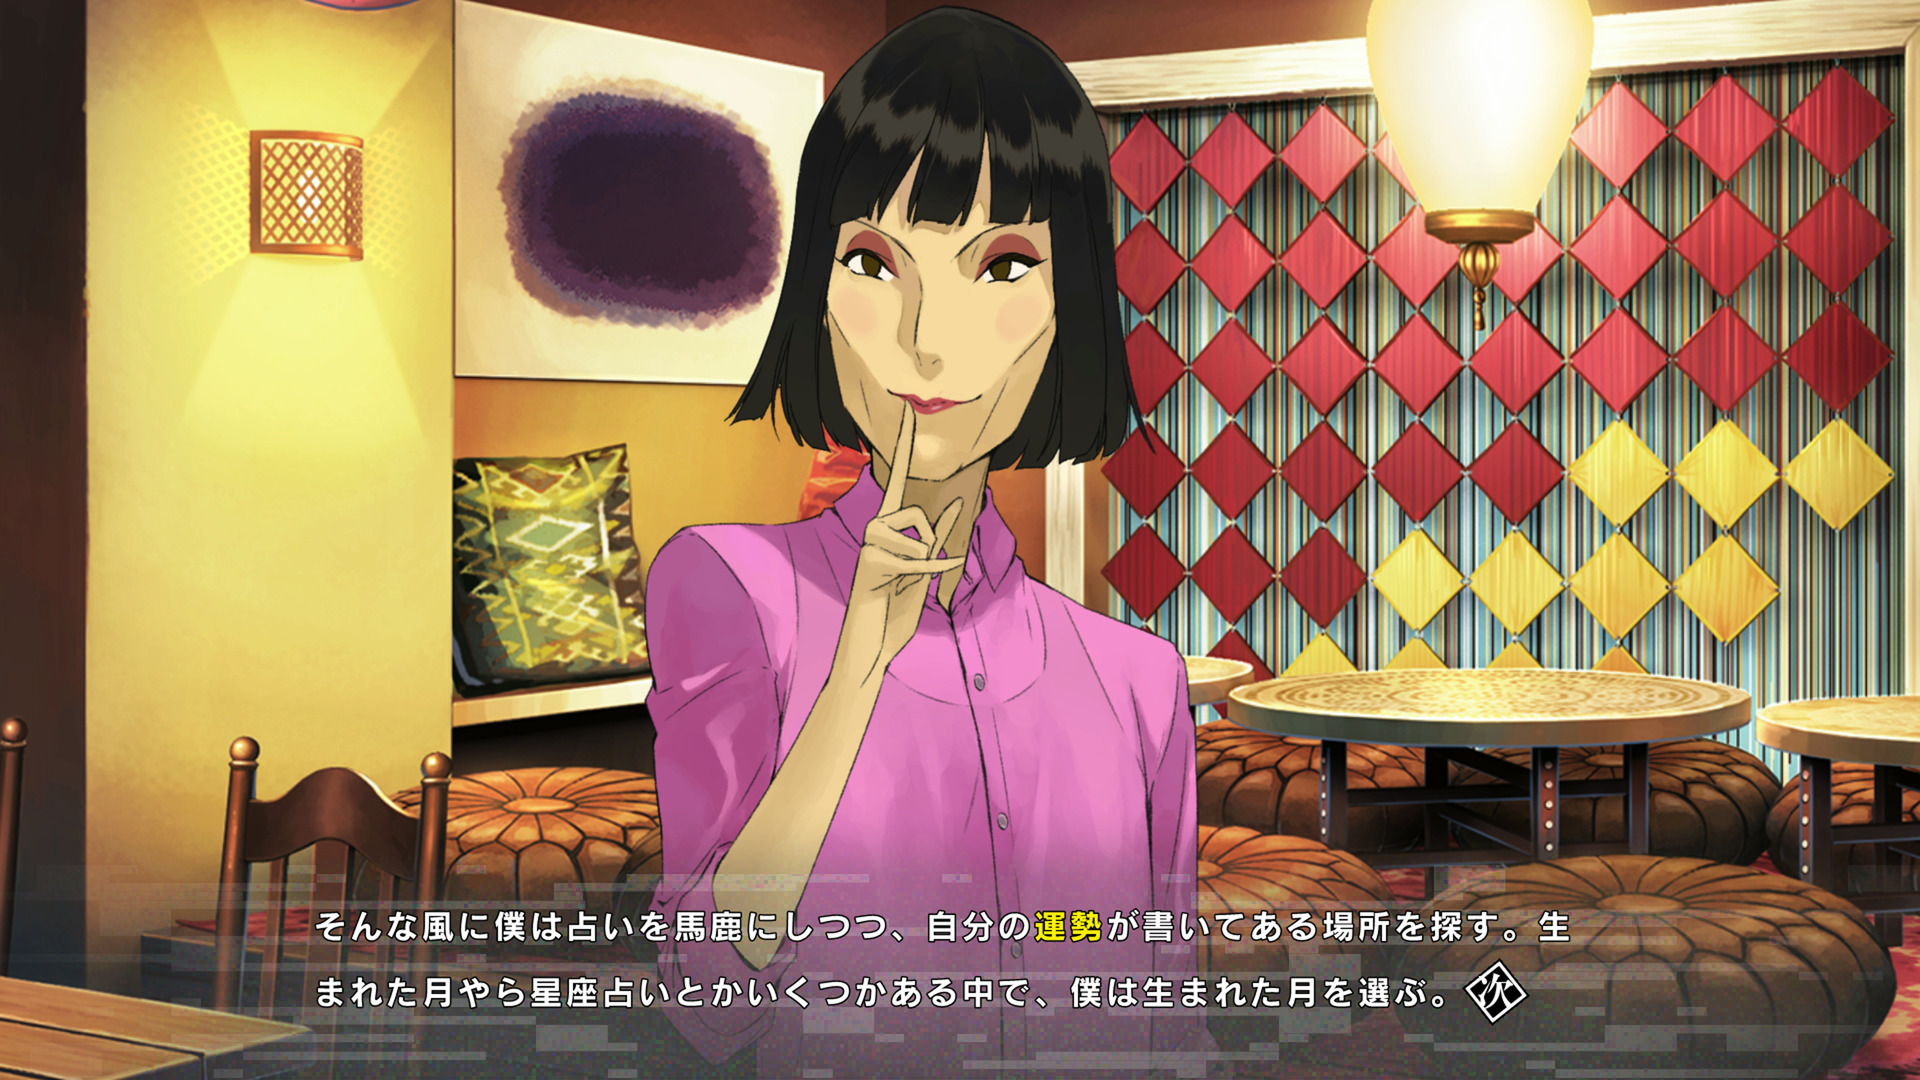 そんな風に僕は占いを馬鹿にしつつ、自分の運勢が書いてある場所を探す。生
まれた月やら星座占いとかいくつかある中で、僕は生まれた月を選ぶ。
次